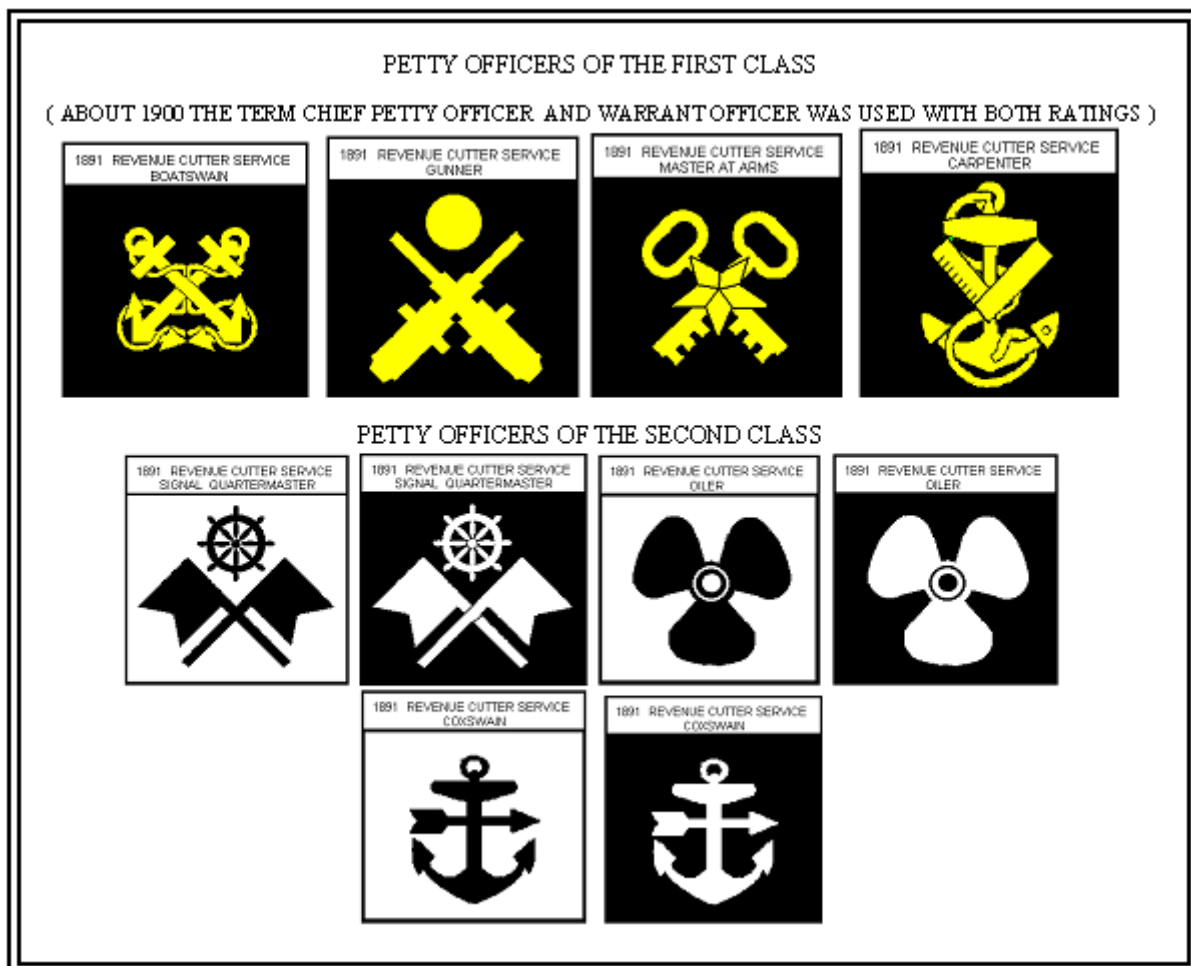 PETTY OFFICERS OF THE FIRST CLASS
( ABOUT 1900 THE TERM CHIEF PETTY OFFICER AND WARRANT OFFICER WAS USED WITH BOTH RATINGS )
1891 REVENUE CUTTER SERVICE
BOATSWAIN
1891 REVENUE CUTTER SERVICE
GUNNER
1891 REVENUE CUTTER SERVICE
MASTER AT ARMS
1891 REVENUE CUTTER SERVICE
CARPENTER
PETTY OFFICERS OF THE SECOND CLASS
1891 REVENUE CUTTER SERVICE
SIGNAL QUARTERMASTER
1891 REVENUE CUTTER SERVICE
SIGNAL QUARTERMASTER
1891 REVENUE CUTTER SERVICE
OILER
1891 REVENUE CUTTER SERVICE
OILER
1891 REVENUE CUTTER SERVICE
COXSWAIN
1891 REVENUE CUTTER SERVICE
COXSWAIN